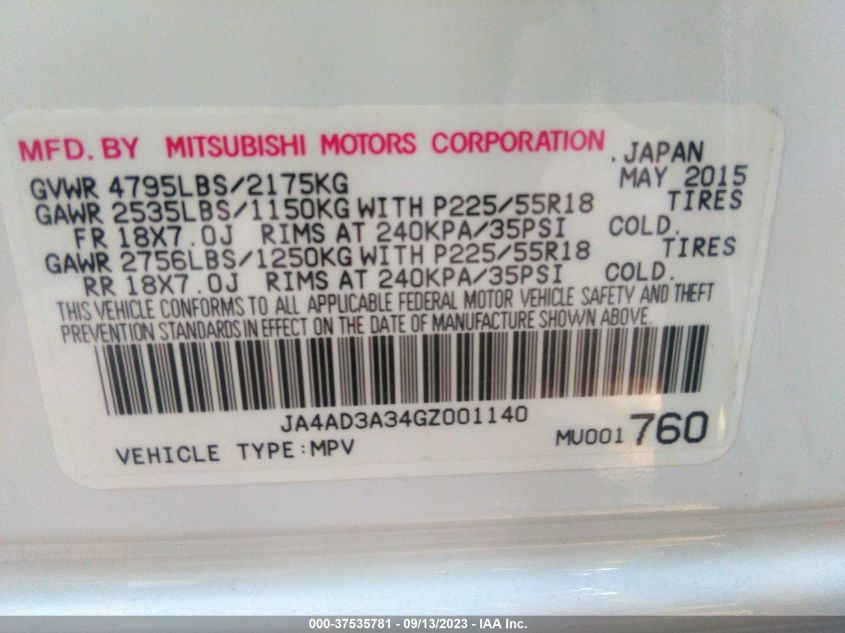 MFD. BY MITSUBISHI MOTORS CORPORATION . JAPAN
GVWR 4795LBS/2175KG MAY 2015
GAWR 2535LBS/1150KG WITH P225/55R18 TIRES
FR 18X7.0J RIMS AT 240KPA/35PSI COLD.
GAWR 2756LBS/1250KG WITH P225/55R18 TIRES
RR 18X7.0J RIMS AT 240KPA/35PSI COLD.
THIS VEHICLE CONFORMS TO ALL APPLICABLE FEDERAL MOTOR VEHICLE SAFETY AND THEFT
PREVENTION STANDARDS IN EFFECT ON THE DATE OF MANUFACTURE SHOWN ABOVE.
JA4AD3A34GZ001140
VEHICLE TYPE:MPV MU001760
000-37535781 - 09/13/2023 - IAA Inc.